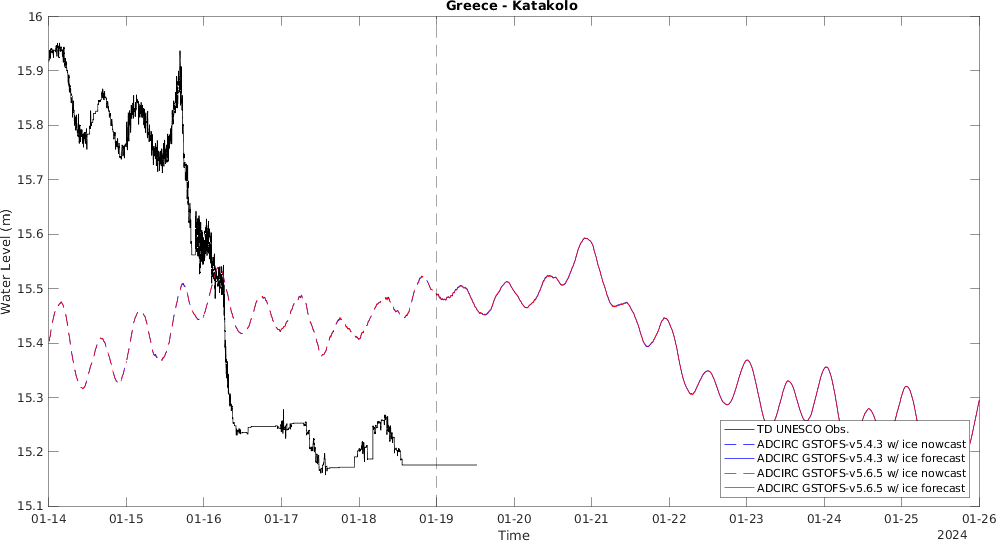 Greece - Katakolo
Water Level (m)
16
15.9
15.8
15.7
15.6
15.5
15.4
15.3
15.2
15.1
TD UNESCO Obs.
ADCIRC GSTOFS-v5.4.3 w/ ice nowcast
ADCIRC GSTOFS-v5.4.3 w/ ice forecast
ADCIRC GSTOFS-v5.6.5 w/ ice nowcast
ADCIRC GSTOFS-v5.6.5 w/ ice forecast
01-14 01-15 01-16 01-17 01-18 01-19 01-20 01-21 01-22 01-23 01-24 01-25 01-26
Time
2024